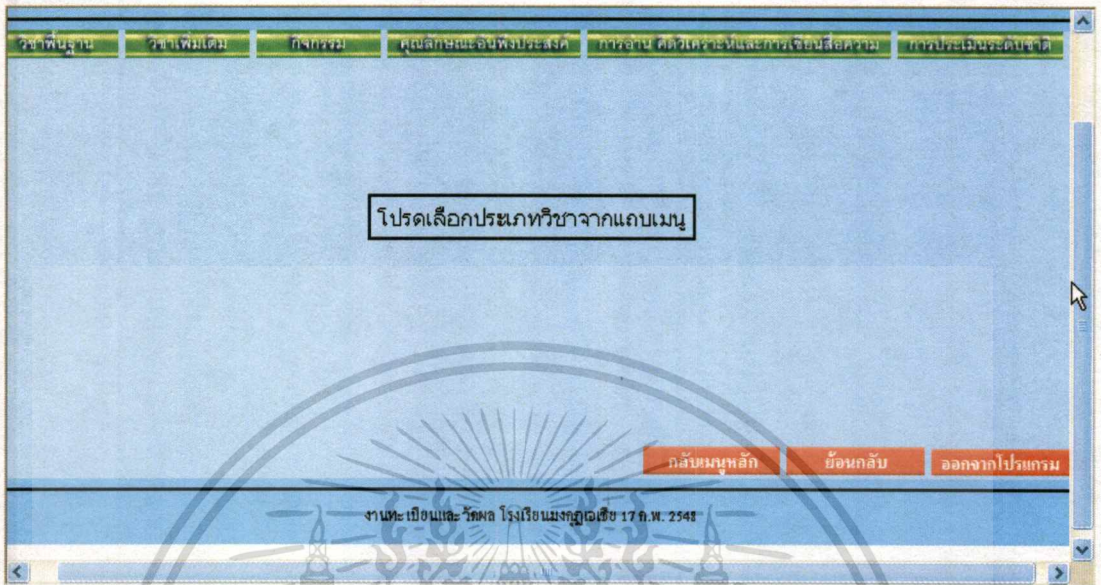 วิชาพื้นฐาน วิชาเพิ่มเติม กิจกรรม คุณลักษณะอันพึงประสงค์ การอ่าน คิดวิเคราะห์และการเขียนสื่อความ การประเมินระดับชาติ
โปรดเลือกประเภทวิชาจากแถบเมนู
กลับเมนูหลัก ย้อนกลับ ออกจากโปรแกรม
งานทะเบียนและวัดผล โรงเรียนมงกุฎเอเชีย 17 ก.พ. 2548